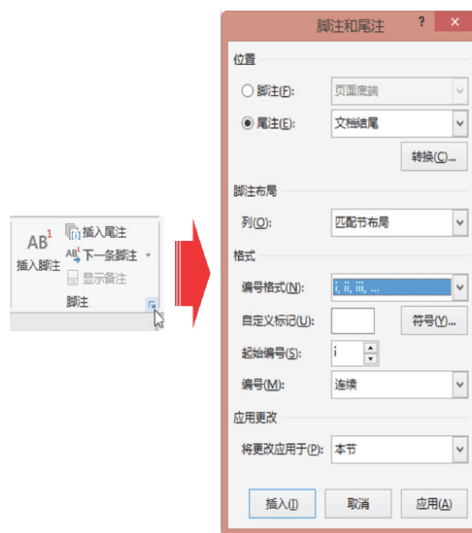 AB¹
插入脚注
插入尾注
下一条脚注
显示备注
脚注
脚注和尾注
?
×
位置
脚注(F):
页面底端
尾注(E):
文档结尾
转换(C)...
脚注布局
列(O):
匹配节布局
格式
编号格式(N):
i, ii, iii, ...
自定义标记(U):
符号(Y)...
起始编号(S):
i
编号(M):
连续
应用更改
将更改应用于(P):
本节
插入(I)
取消
应用(A)